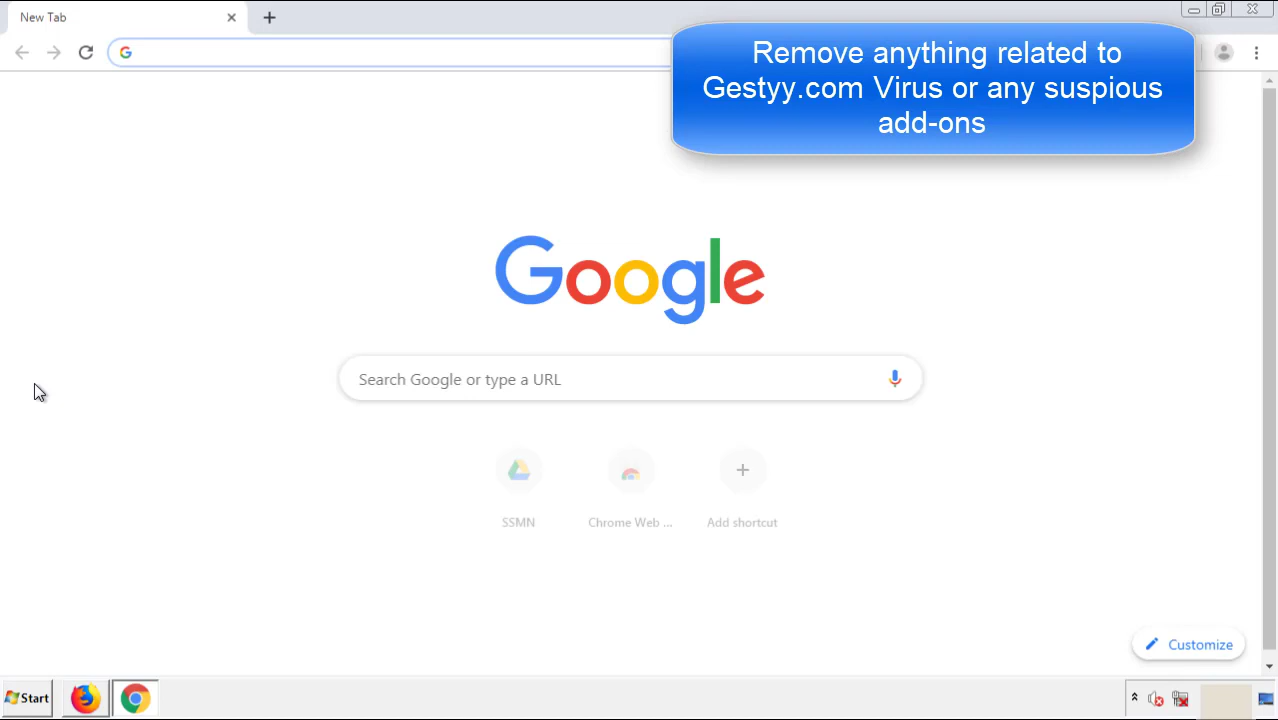 New Tab
Remove anything related to
Gestyy.com Virus or any suspious
add-ons
Google
Search Google or type a URL
SSMN
Chrome Web ...
Add shortcut
Customize
Start